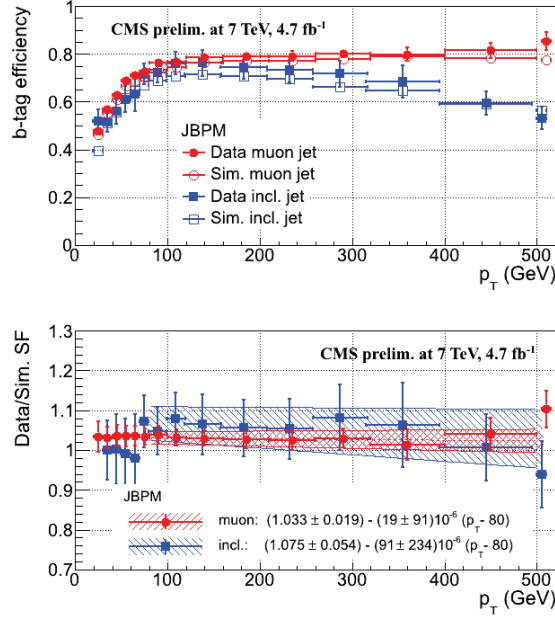 CMS prelim. at 7 TeV, 4.7 fb⁻¹
b-tag efficiency
1
0.8
0.6
0.4
0.2
0
JBPM
Data muon jet
Sim. muon jet
Data incl. jet
Sim. incl. jet
0 100 200 300 400 500
p_T (GeV)
Data/Sim. SF
1.3
1.2
1.1
1
0.9
0.8
0.7
CMS prelim. at 7 TeV, 4.7 fb⁻¹
JBPM
muon: (1.033 ± 0.019) - (19 ± 91)10⁻⁶ (p_T - 80)
incl.: (1.075 ± 0.054) - (91 ± 234)10⁻⁶ (p_T - 80)
0 100 200 300 400 500
p_T (GeV)